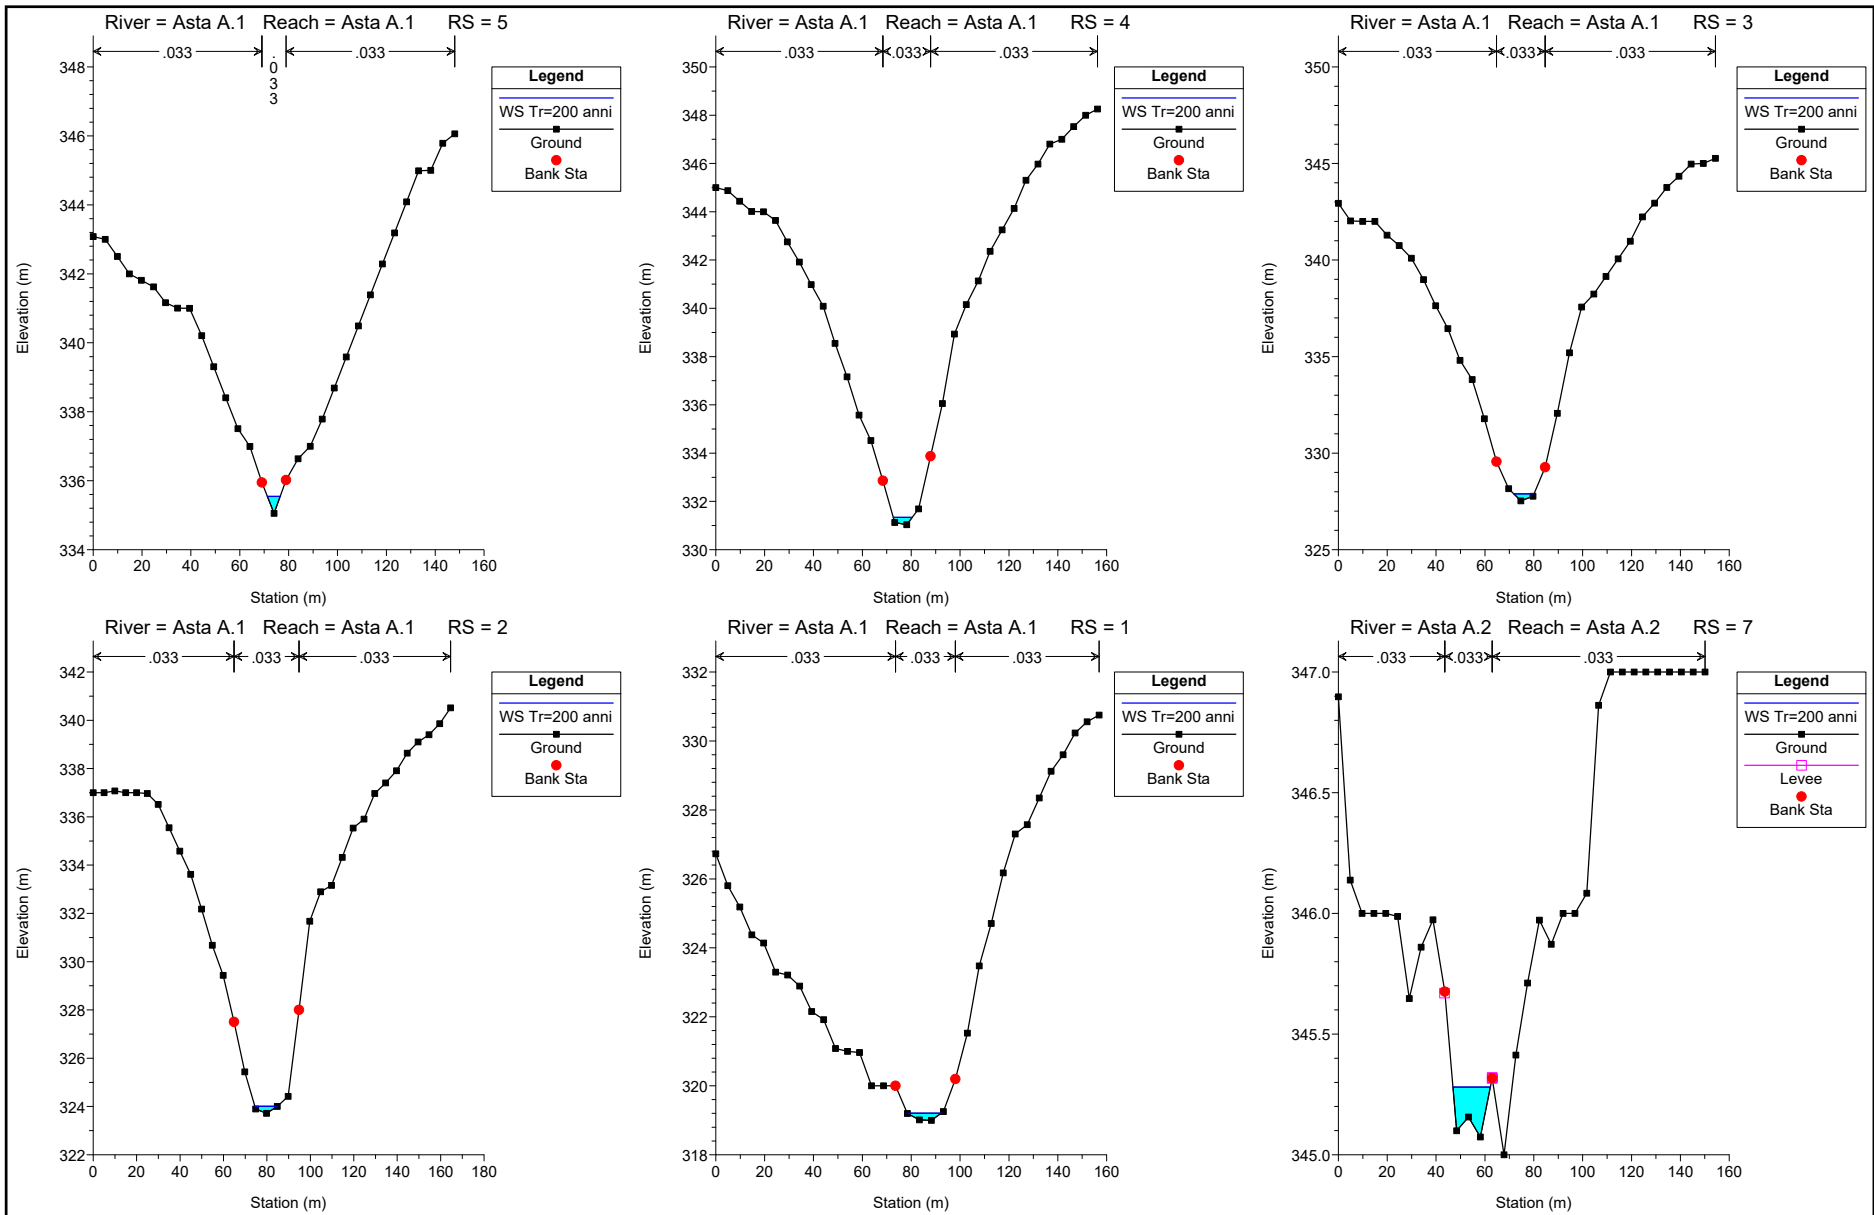 River = Asta A.1 Reach = Asta A.1 RS = 5
.033 .033 .033
Legend
WS Tr=200 anni
Ground
Bank Sta
348
346
344
342
340
338
336
334
Elevation (m)
0 20 40 60 80 100 120 140 160
Station (m)
River = Asta A.1 Reach = Asta A.1 RS = 4
.033 .033 .033
Legend
WS Tr=200 anni
Ground
Bank Sta
350
348
346
344
342
340
338
336
334
332
330
Elevation (m)
0 20 40 60 80 100 120 140 160
Station (m)
River = Asta A.1 Reach = Asta A.1 RS = 3
.033 .033 .033
Legend
WS Tr=200 anni
Ground
Bank Sta
350
345
340
335
330
325
Elevation (m)
0 20 40 60 80 100 120 140 160
Station (m)
River = Asta A.1 Reach = Asta A.1 RS = 2
.033 .033 .033
Legend
WS Tr=200 anni
Ground
Bank Sta
342
340
338
336
334
332
330
328
326
324
322
Elevation (m)
0 20 40 60 80 100 120 140 160 180
Station (m)
River = Asta A.1 Reach = Asta A.1 RS = 1
.033 .033 .033
Legend
WS Tr=200 anni
Ground
Bank Sta
332
330
328
326
324
322
320
318
Elevation (m)
0 20 40 60 80 100 120 140 160
Station (m)
River = Asta A.2 Reach = Asta A.2 RS = 7
.033 .033 .033
Legend
WS Tr=200 anni
Ground
Levee
Bank Sta
347.0
346.5
346.0
345.5
345.0
Elevation (m)
0 20 40 60 80 100 120 140 160
Station (m)